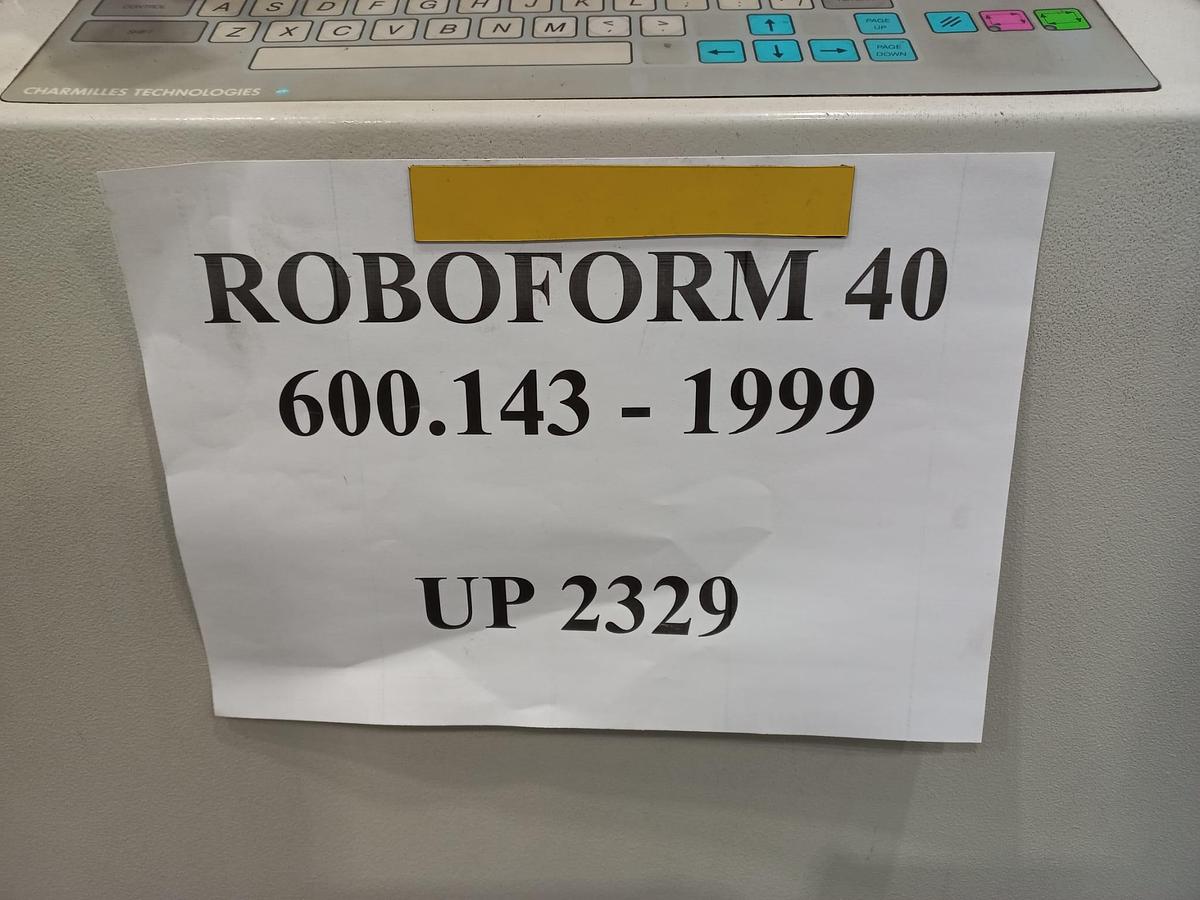 CONTROL A S D F G H J K L
SHIFT Z X C V B N M < > PAGE UP
PAGE DOWN
CHARMILLES TECHNOLOGIES
ROBOFORM 40
600.143 - 1999
UP 2329